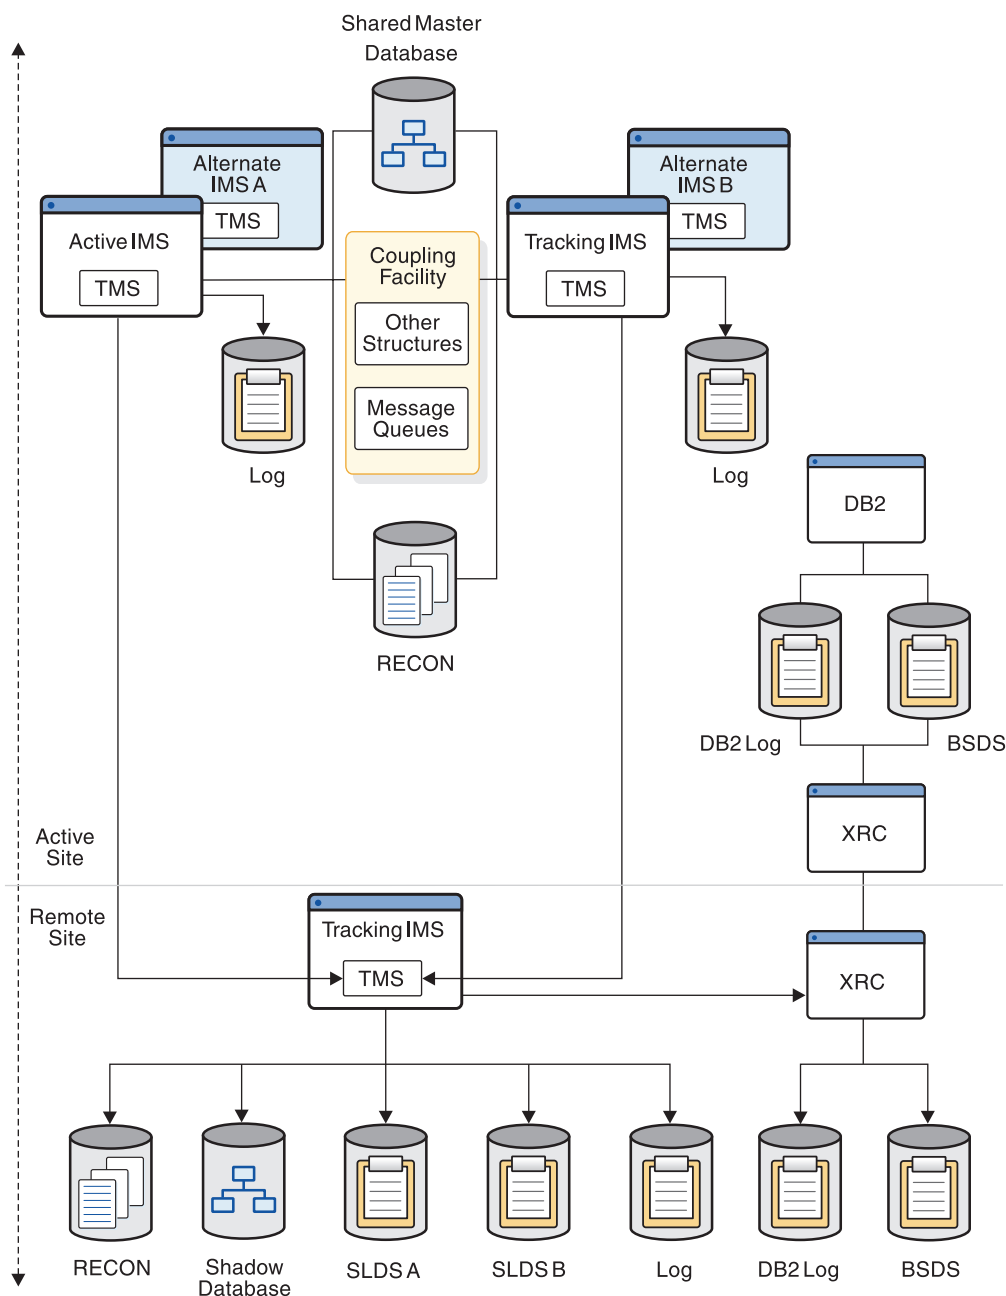 Shared Master
Database
Alternate
IMS A
TMS
Active IMS
TMS
Alternate
IMS B
TMS
Tracking IMS
TMS
Coupling
Facility
Other
Structures
Message
Queues
Log
Log
RECON
DB2
DB2 Log
BSDS
XRC
Active
Site
Remote
Site
Tracking IMS
TMS
XRC
RECON
Shadow
Database
SLDS A
SLDS B
Log
DB2 Log
BSDS